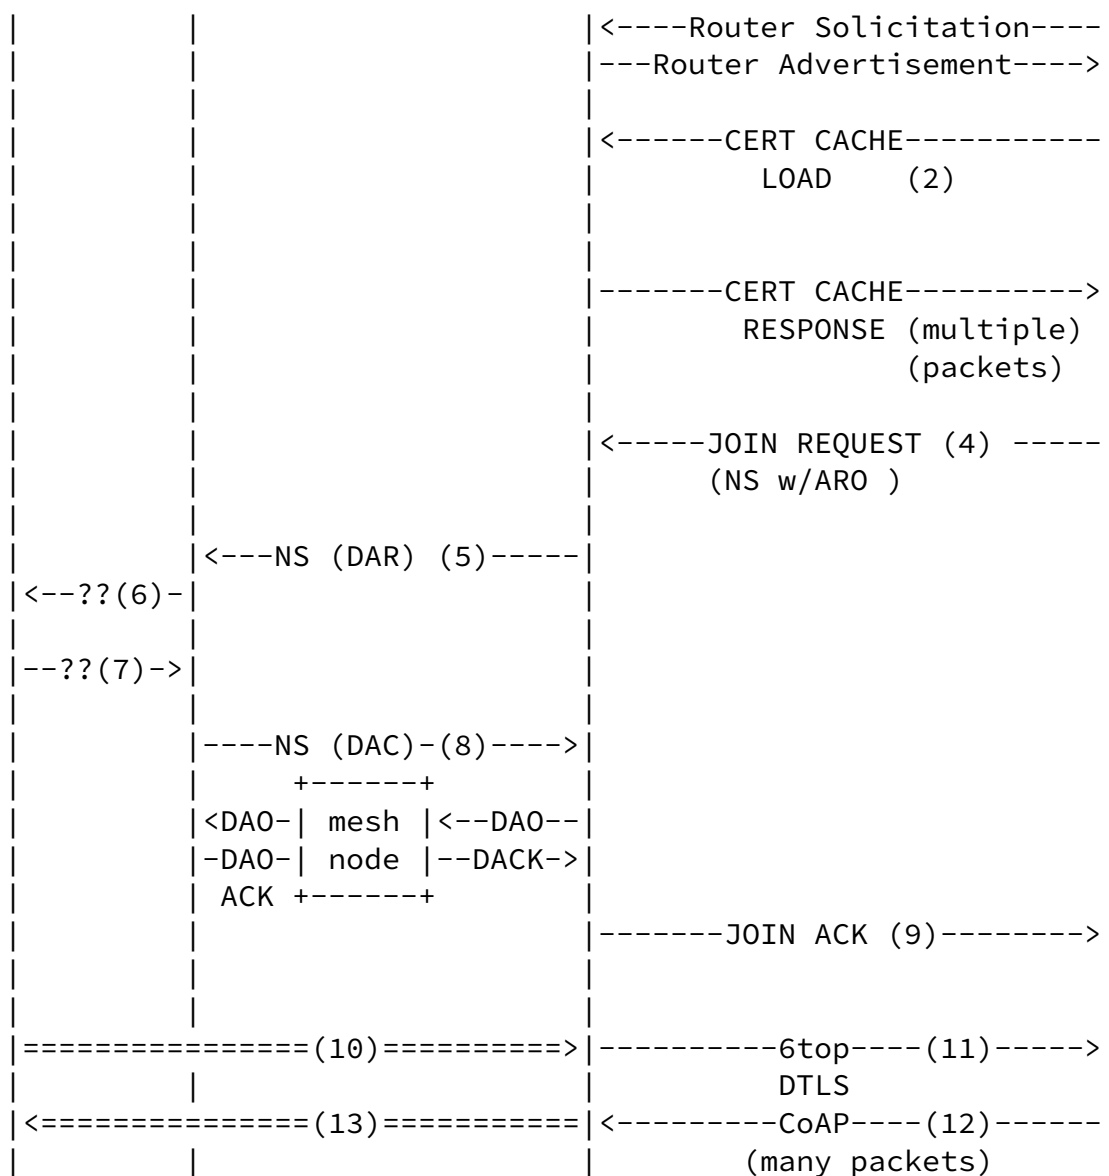 |         |                     |<----Router Solicitation----
|         |                     |---Router Advertisement---->
|         |                     |
|         |                     |<------CERT CACHE-----------
|         |                     |         LOAD    (2)
|         |                     |
|         |                     |
|         |                     |-------CERT CACHE---------->
|         |                     |        RESPONSE (multiple)
|         |                     |                 (packets)
|         |                     |
|         |                     |<-----JOIN REQUEST (4) -----
|         |                     |      (NS w/ARO )
|         |                     |
|         |<---NS (DAR) (5)-----|
|<--??(6)-|                     |
|         |                     |
|--??(7)->|                     |
|         |                     |
|         |----NS (DAC)-(8)---->|
|         |     +------+        |
|         |<DAO-| mesh |<--DAO--|
|         |-DAO-| node |--DACK->|
|         | ACK +------+        |
|         |                     |-------JOIN ACK (9)-------->
|         |                     |
|         |                     |
|================(10)==========>|----------6top----(11)----->
|         |                     |          DTLS
|<===============(13)===========|<---------CoAP----(12)------
|         |                     |        (many packets)